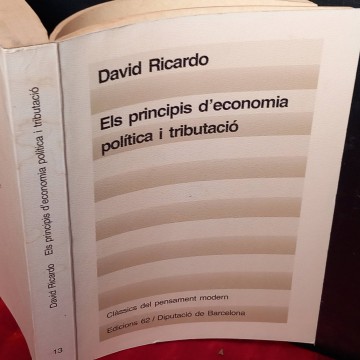 David Ricardo
Els principis d'economia
política i tributació
Clàssics del pensament modern
Edicions 62 / Diputació de Barcelona
David Ricardo Els principis d'economia política i tributació
13